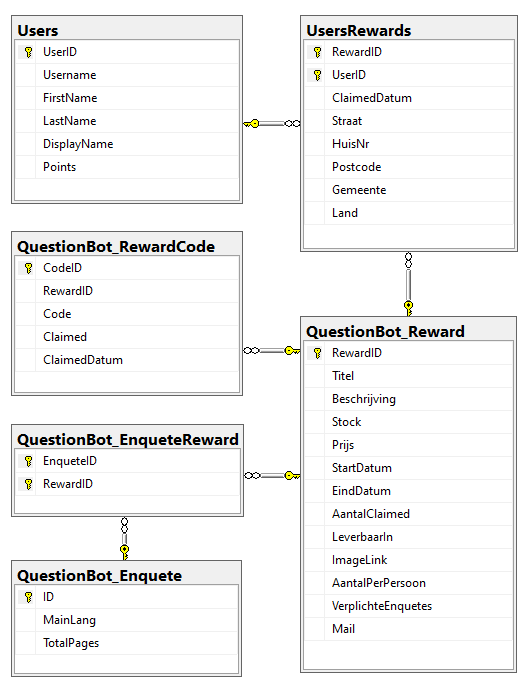 Users
UserID
Username
FirstName
LastName
DisplayName
Points
UsersRewards
RewardID
UserID
ClaimedDatum
Straat
HuisNr
Postcode
Gemeente
Land
QuestionBot_RewardCode
CodeID
RewardID
Code
Claimed
ClaimedDatum
QuestionBot_Reward
RewardID
Titel
Beschrijving
Stock
Prijs
StartDatum
EindDatum
AantalClaimed
LeverbaarIn
ImageLink
AantalPerPersoon
VerplichteEnquetes
Mail
QuestionBot_EnqueteReward
EnqueteID
RewardID
QuestionBot_Enquete
ID
MainLang
TotalPages